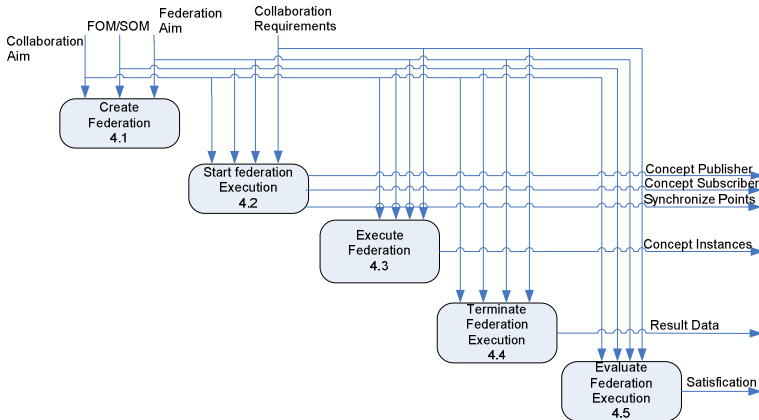 Collaboration
Aim
FOM/SOM
Federation
Aim
Collaboration
Requirements
Create
Federation
4.1
Start federation
Execution
4.2
Concept Publisher
Concept Subscriber
Synchronize Points
Execute
Federation
4.3
Concept Instances
Terminate
Federation
Execution
4.4
Result Data
Evaluate
Federation
Execution
4.5
Satisfication